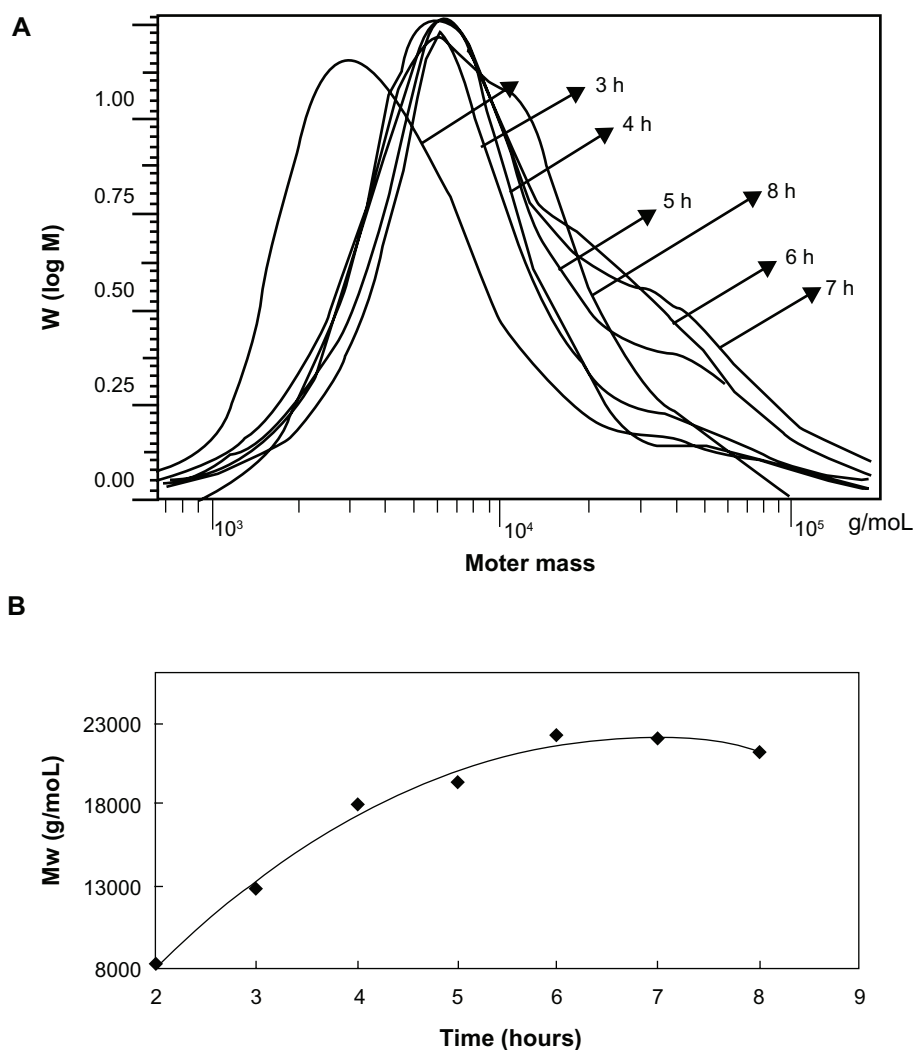 A
W (log M)
1.00
0.75
0.50
0.25
0.00
3 h
4 h
5 h
8 h
6 h
7 h
10³
10⁴
10⁵
g/moL
Moter mass
B
Mw (g/moL)
23000
18000
13000
8000
2 3 4 5 6 7 8 9
Time (hours)